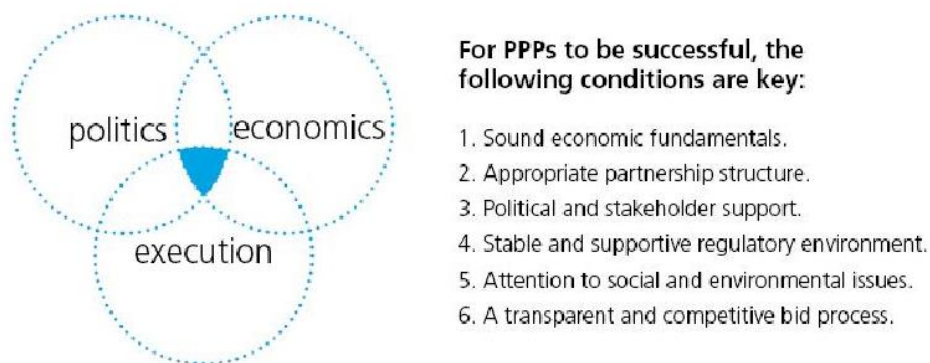 politics
economics
execution
For PPPs to be successful, the
following conditions are key:
1. Sound economic fundamentals.
2. Appropriate partnership structure.
3. Political and stakeholder support.
4. Stable and supportive regulatory environment.
5. Attention to social and environmental issues.
6. A transparent and competitive bid process.